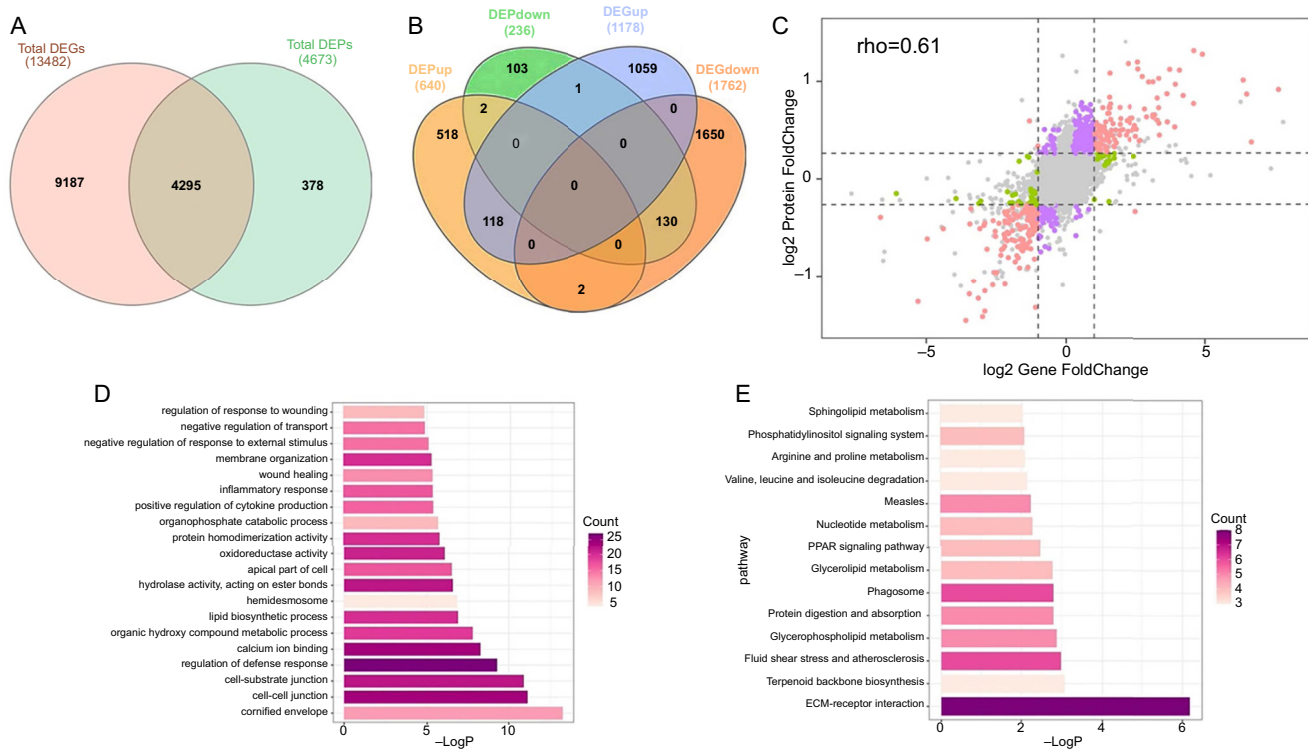 A
Total DEGs
(13482)
Total DEPs
(4673)
9187
4295
378
B
DEPdown
(236)
DEGup
(1178)
DEPup
(640)
DEGdown
(1762)
103
1059
1
2
0
518
0
0
1650
0
118
130
0
0
2
C
rho=0.61
log2 Protein FoldChange
1
0
−1
−5
0
5
log2 Gene FoldChange
D
regulation of response to wounding
negative regulation of transport
negative regulation of response to external stimulus
membrane organization
wound healing
inflammatory response
positive regulation of cytokine production
organophosphate catabolic process
protein homodimerization activity
oxidoreductase activity
apical part of cell
hydrolase activity, acting on ester bonds
hemidesmosome
lipid biosynthetic process
organic hydroxy compound metabolic process
calcium ion binding
regulation of defense response
cell-substrate junction
cell-cell junction
cornified envelope
0
5
10
−LogP
Count
25
20
15
10
5
E
pathway
Sphingolipid metabolism
Phosphatidylinositol signaling system
Arginine and proline metabolism
Valine, leucine and isoleucine degradation
Measles
Nucleotide metabolism
PPAR signaling pathway
Glycerolipid metabolism
Phagosome
Protein digestion and absorption
Glycerophospholipid metabolism
Fluid shear stress and atherosclerosis
Terpenoid backbone biosynthesis
ECM-receptor interaction
0
2
4
6
−LogP
Count
8
7
6
5
4
3